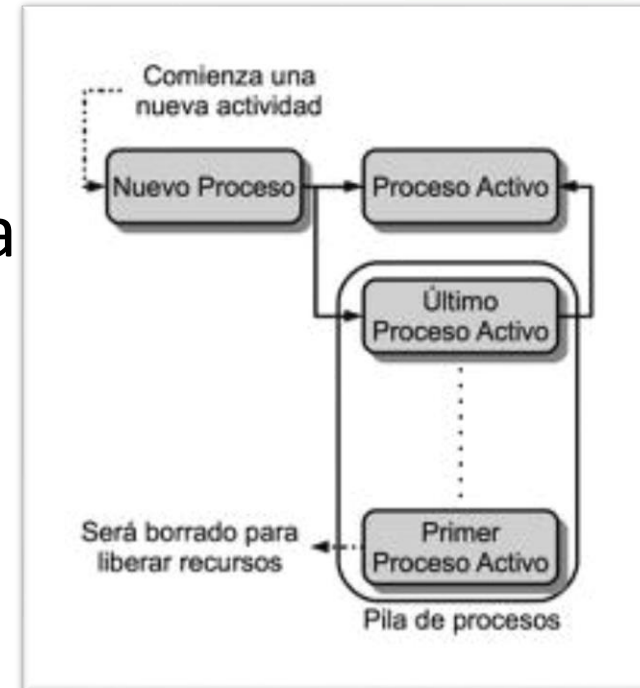 Comienza una
nueva actividad
Nuevo Proceso
Proceso Activo
a
Último
Proceso Activo
Será borrado para
liberar recursos
Primer
Proceso Activo
Pila de procesos